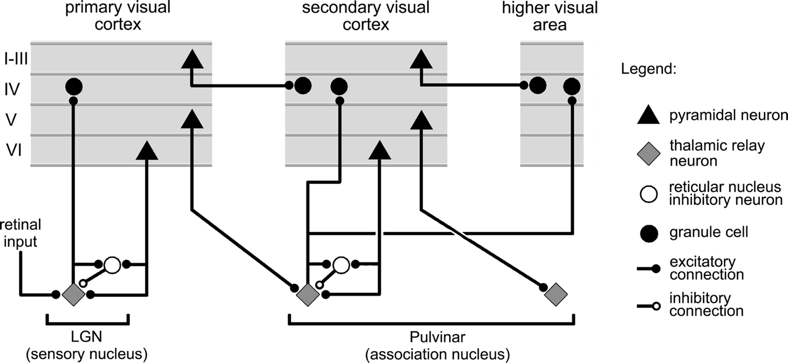 primary visual
cortex
secondary visual
cortex
higher visual
area
I-III
IV
V
VI
retinal
input
LGN
(sensory nucleus)
Pulvinar
(association nucleus)
Legend:
pyramidal neuron
thalamic relay
neuron
reticular nucleus
inhibitory neuron
granule cell
excitatory
connection
inhibitory
connection